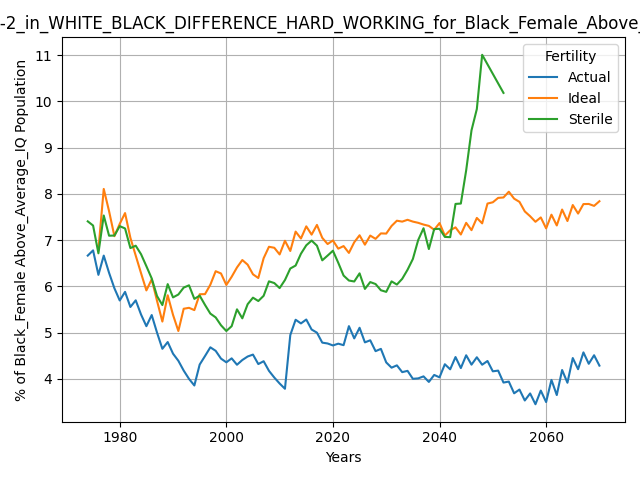 -2_in_WHITE_BLACK_DIFFERENCE_HARD_WORKING_for_Black_Female_Above_
Fertility
Actual
Ideal
Sterile
% of Black_Female Above_Average_IQ Population
11
10
9
8
7
6
5
4
1980 2000 2020 2040 2060
Years